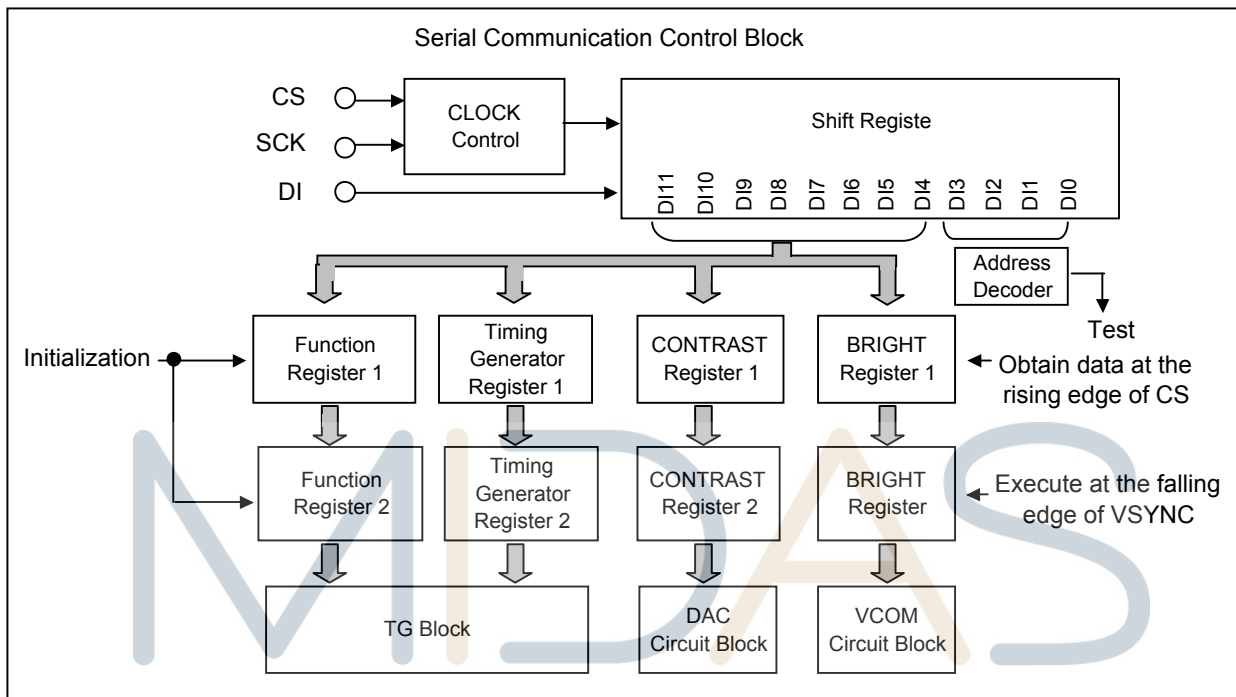 Serial Communication Control Block
CS
SCK
DI
CLOCK
Control
Shift Registe
DI11
DI10
DI9
DI8
DI7
DI6
DI5
DI4
DI3
DI2
DI1
DI0
Address
Decoder
Test
Initialization
Function
Register 1
Timing
Generator
Register 1
CONTRAST
Register 1
BRIGHT
Register 1
Obtain data at the
rising edge of CS
Function
Register 2
Timing
Generator
Register 2
CONTRAST
Register 2
BRIGHT
Register
Execute at the falling
edge of VSYNC
TG Block
DAC
Circuit Block
VCOM
Circuit Block
MIDAS